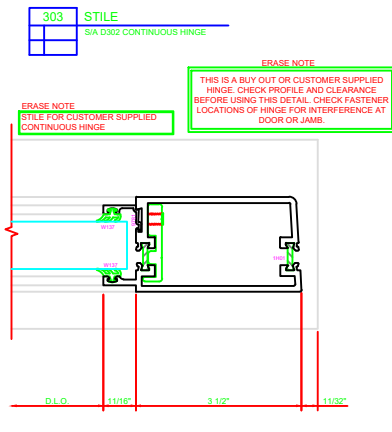 303 STILE
S/A D302 CONTINUOUS HINGE
ERASE NOTE
THIS IS A BUY OUT OR CUSTOMER SUPPLIED
HINGE. CHECK PROFILE AND CLEARANCE
BEFORE USING THIS DETAIL. CHECK FASTENER
LOCATIONS OF HINGE FOR INTERFERENCE AT
DOOR OR JAMB.
ERASE NOTE
STILE FOR CUSTOMER SUPPLIED
CONTINUOUS HINGE
W137
W137
D.L.O.
11/16"
3 1/2"
11/32"